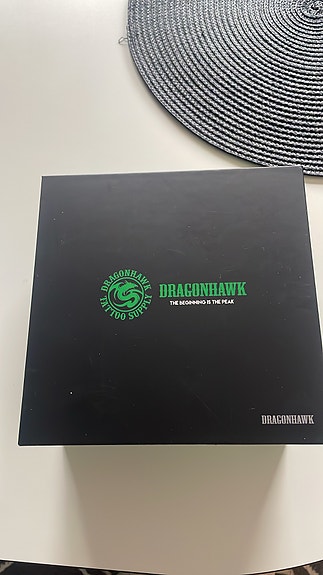 DRAGONHAWK
TATTOO SUPPLY
DRAGONHAWK
THE BEGINNING IS THE PEAK
DRAGONHAWK